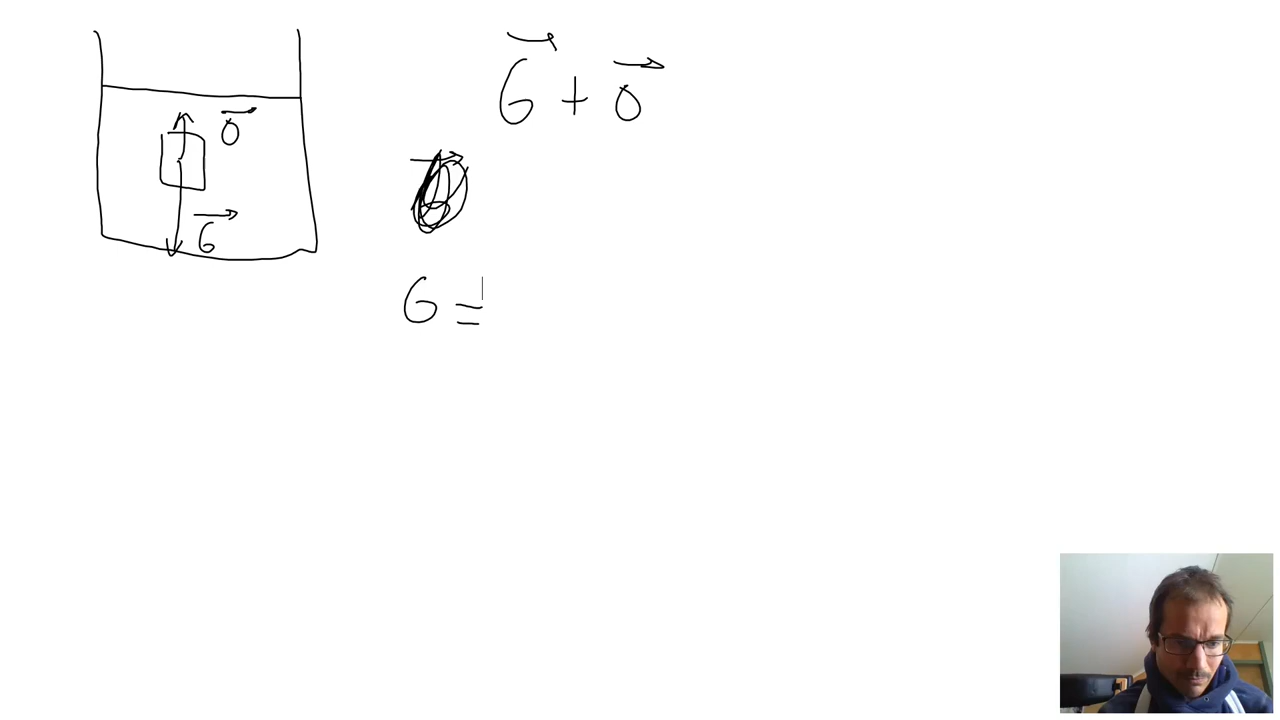 G⃗ + O⃗
O⃗
G⃗
G =